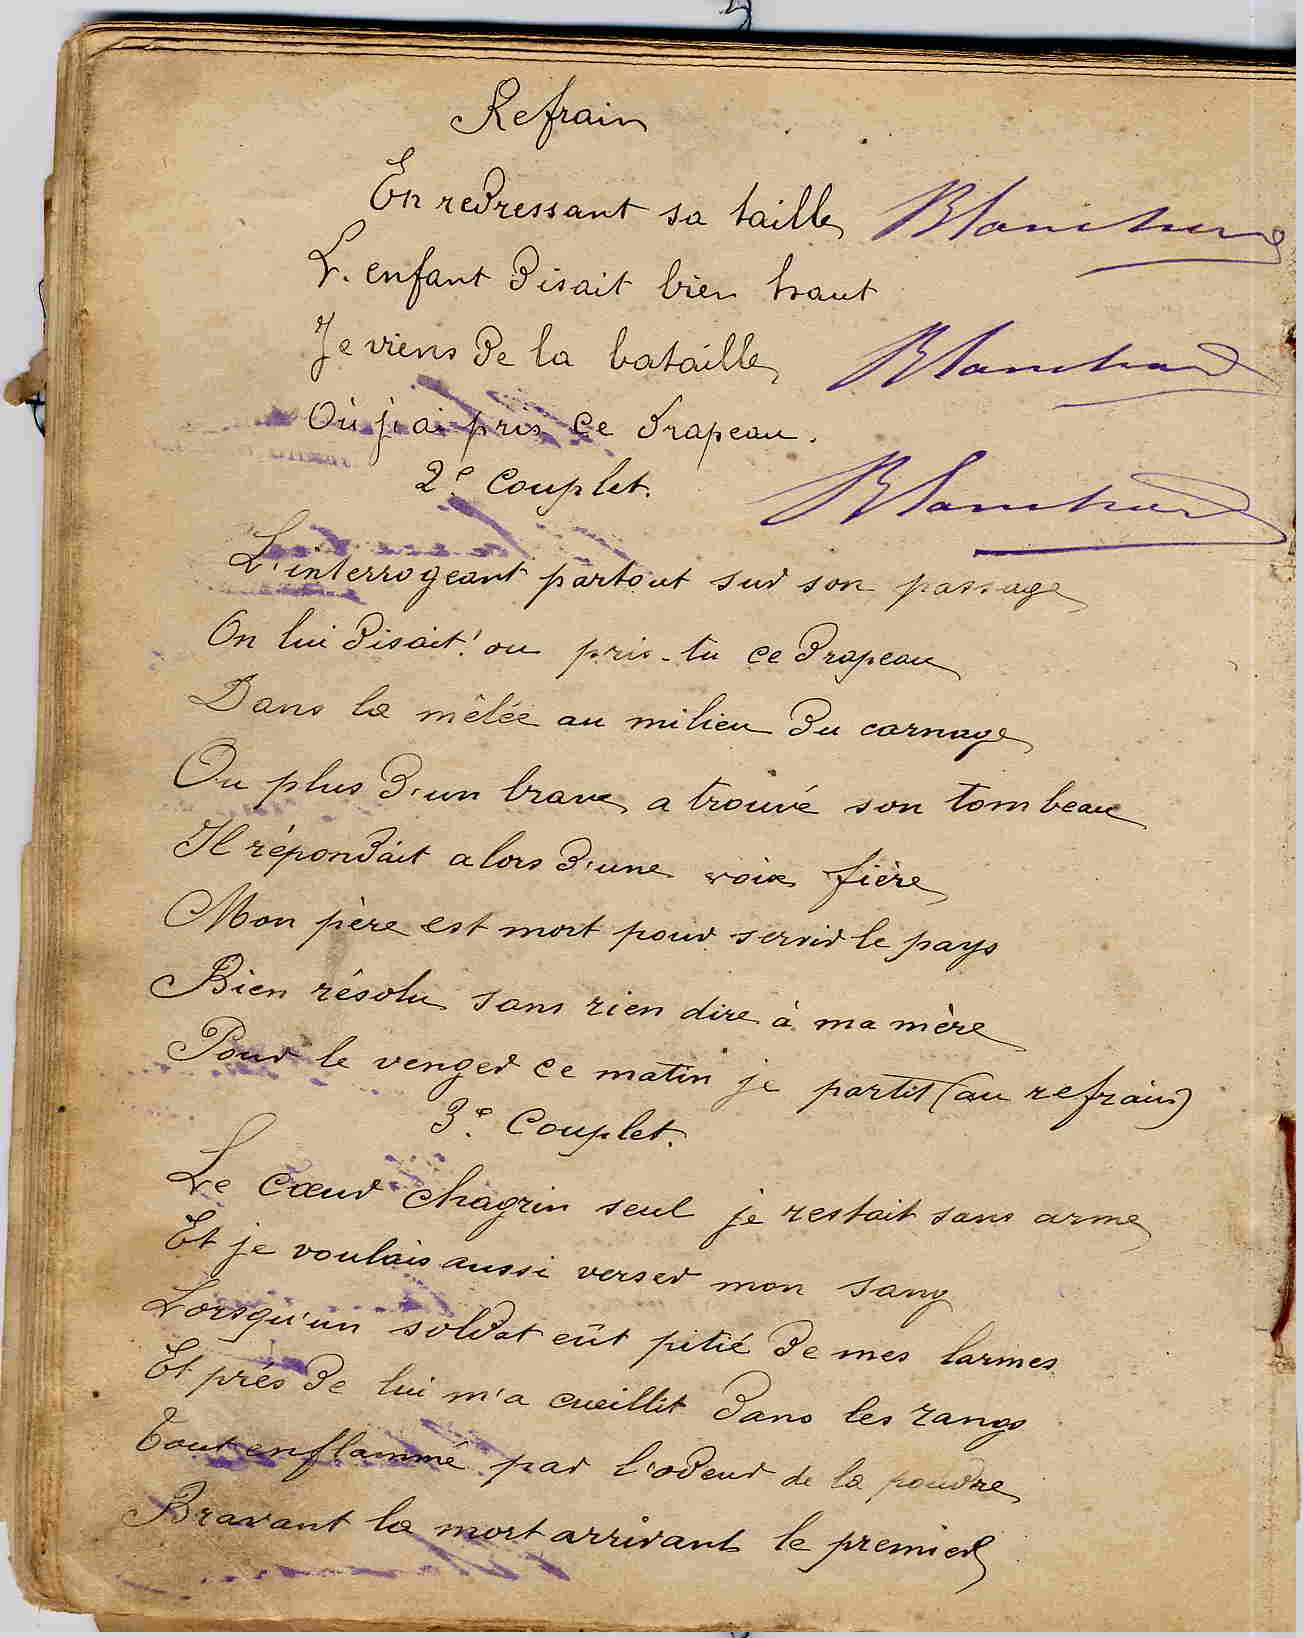 Refrain
En redressant sa taille Blanchard
L'enfant disait bien haut
Je viens de la bataille Blanchard
Où j'ai pris ce drapeau.
2e Couplet. Blanchard
L'interrogeant partout sur son passage
On lui disait! ou pris-tu ce drapeau
Dans la mêlée au milieu du carnage
Ou plus d'un brave a trouvé son tombeau
Il répondait alors d'une voix fière
Mon père est mort pour servir le pays
Bien résolu sans rien dire à ma mère
Pour le venger ce matin je partit (au refrain)
3e Couplet.
Le cœur chagrin seul je restait sans arme
Et je voulais aussi verser mon sang
Lorsqu'un soldat eût pitié de mes larmes
Et prés de lui m'a cueillit dans les rangs
Tout enflammé par l'odeur de la poudre
Bravant la mort arrivant le premier